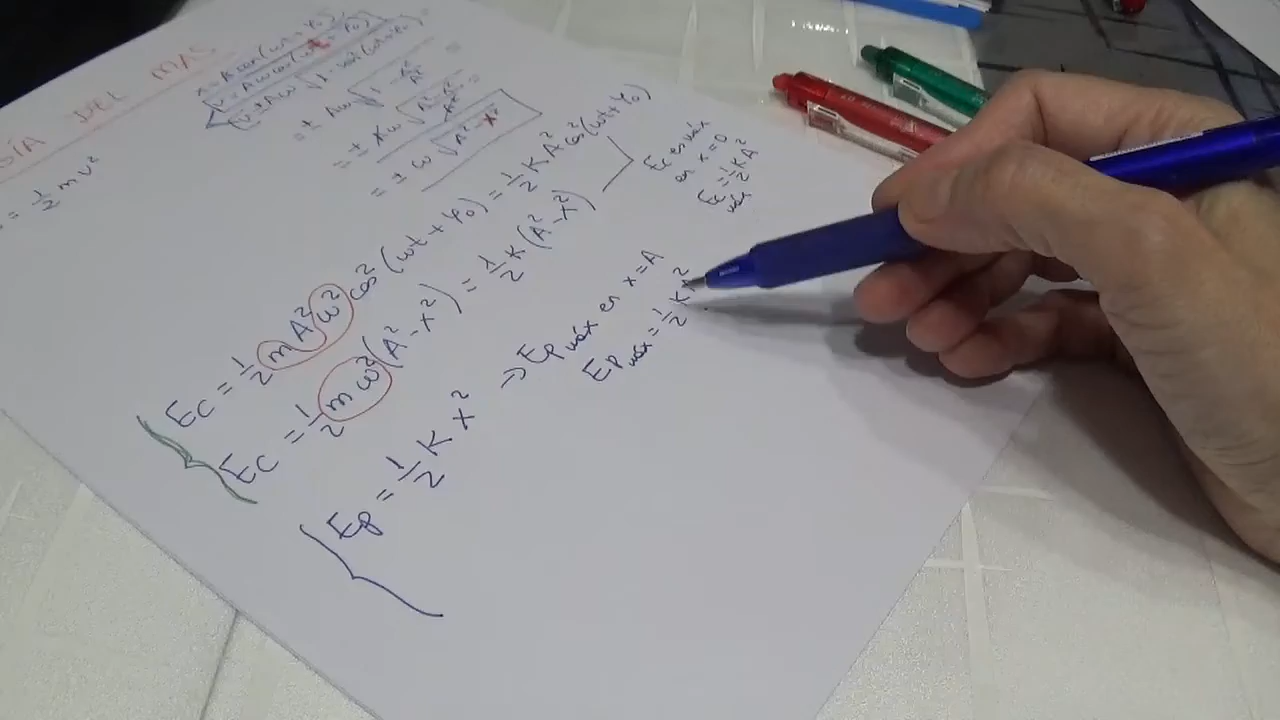 DEL MAS
= 1/2 m v²
x = A sen (ωt + φ₀)
v = Aω cos (ωt + φ₀) =
v = ± Aω √(1 - sen² (ωt + φ₀)) =
= ± Aω √(1 - x²/A²) =
= ± Aω √((A² - x²)/A²) =
= ± ω √(A² - x²)
Ec = 1/2 m A² ω² cos² (ωt + φ₀) = 1/2 K A² cos² (ωt + φ₀)
Ec = 1/2 m ω² (A² - x²) = 1/2 K (A² - x²)
Ec es máx
en x = 0
Ec máx = 1/2 K A²
Ep = 1/2 K x² → Ep máx en x = A
Ep máx = 1/2 K A²